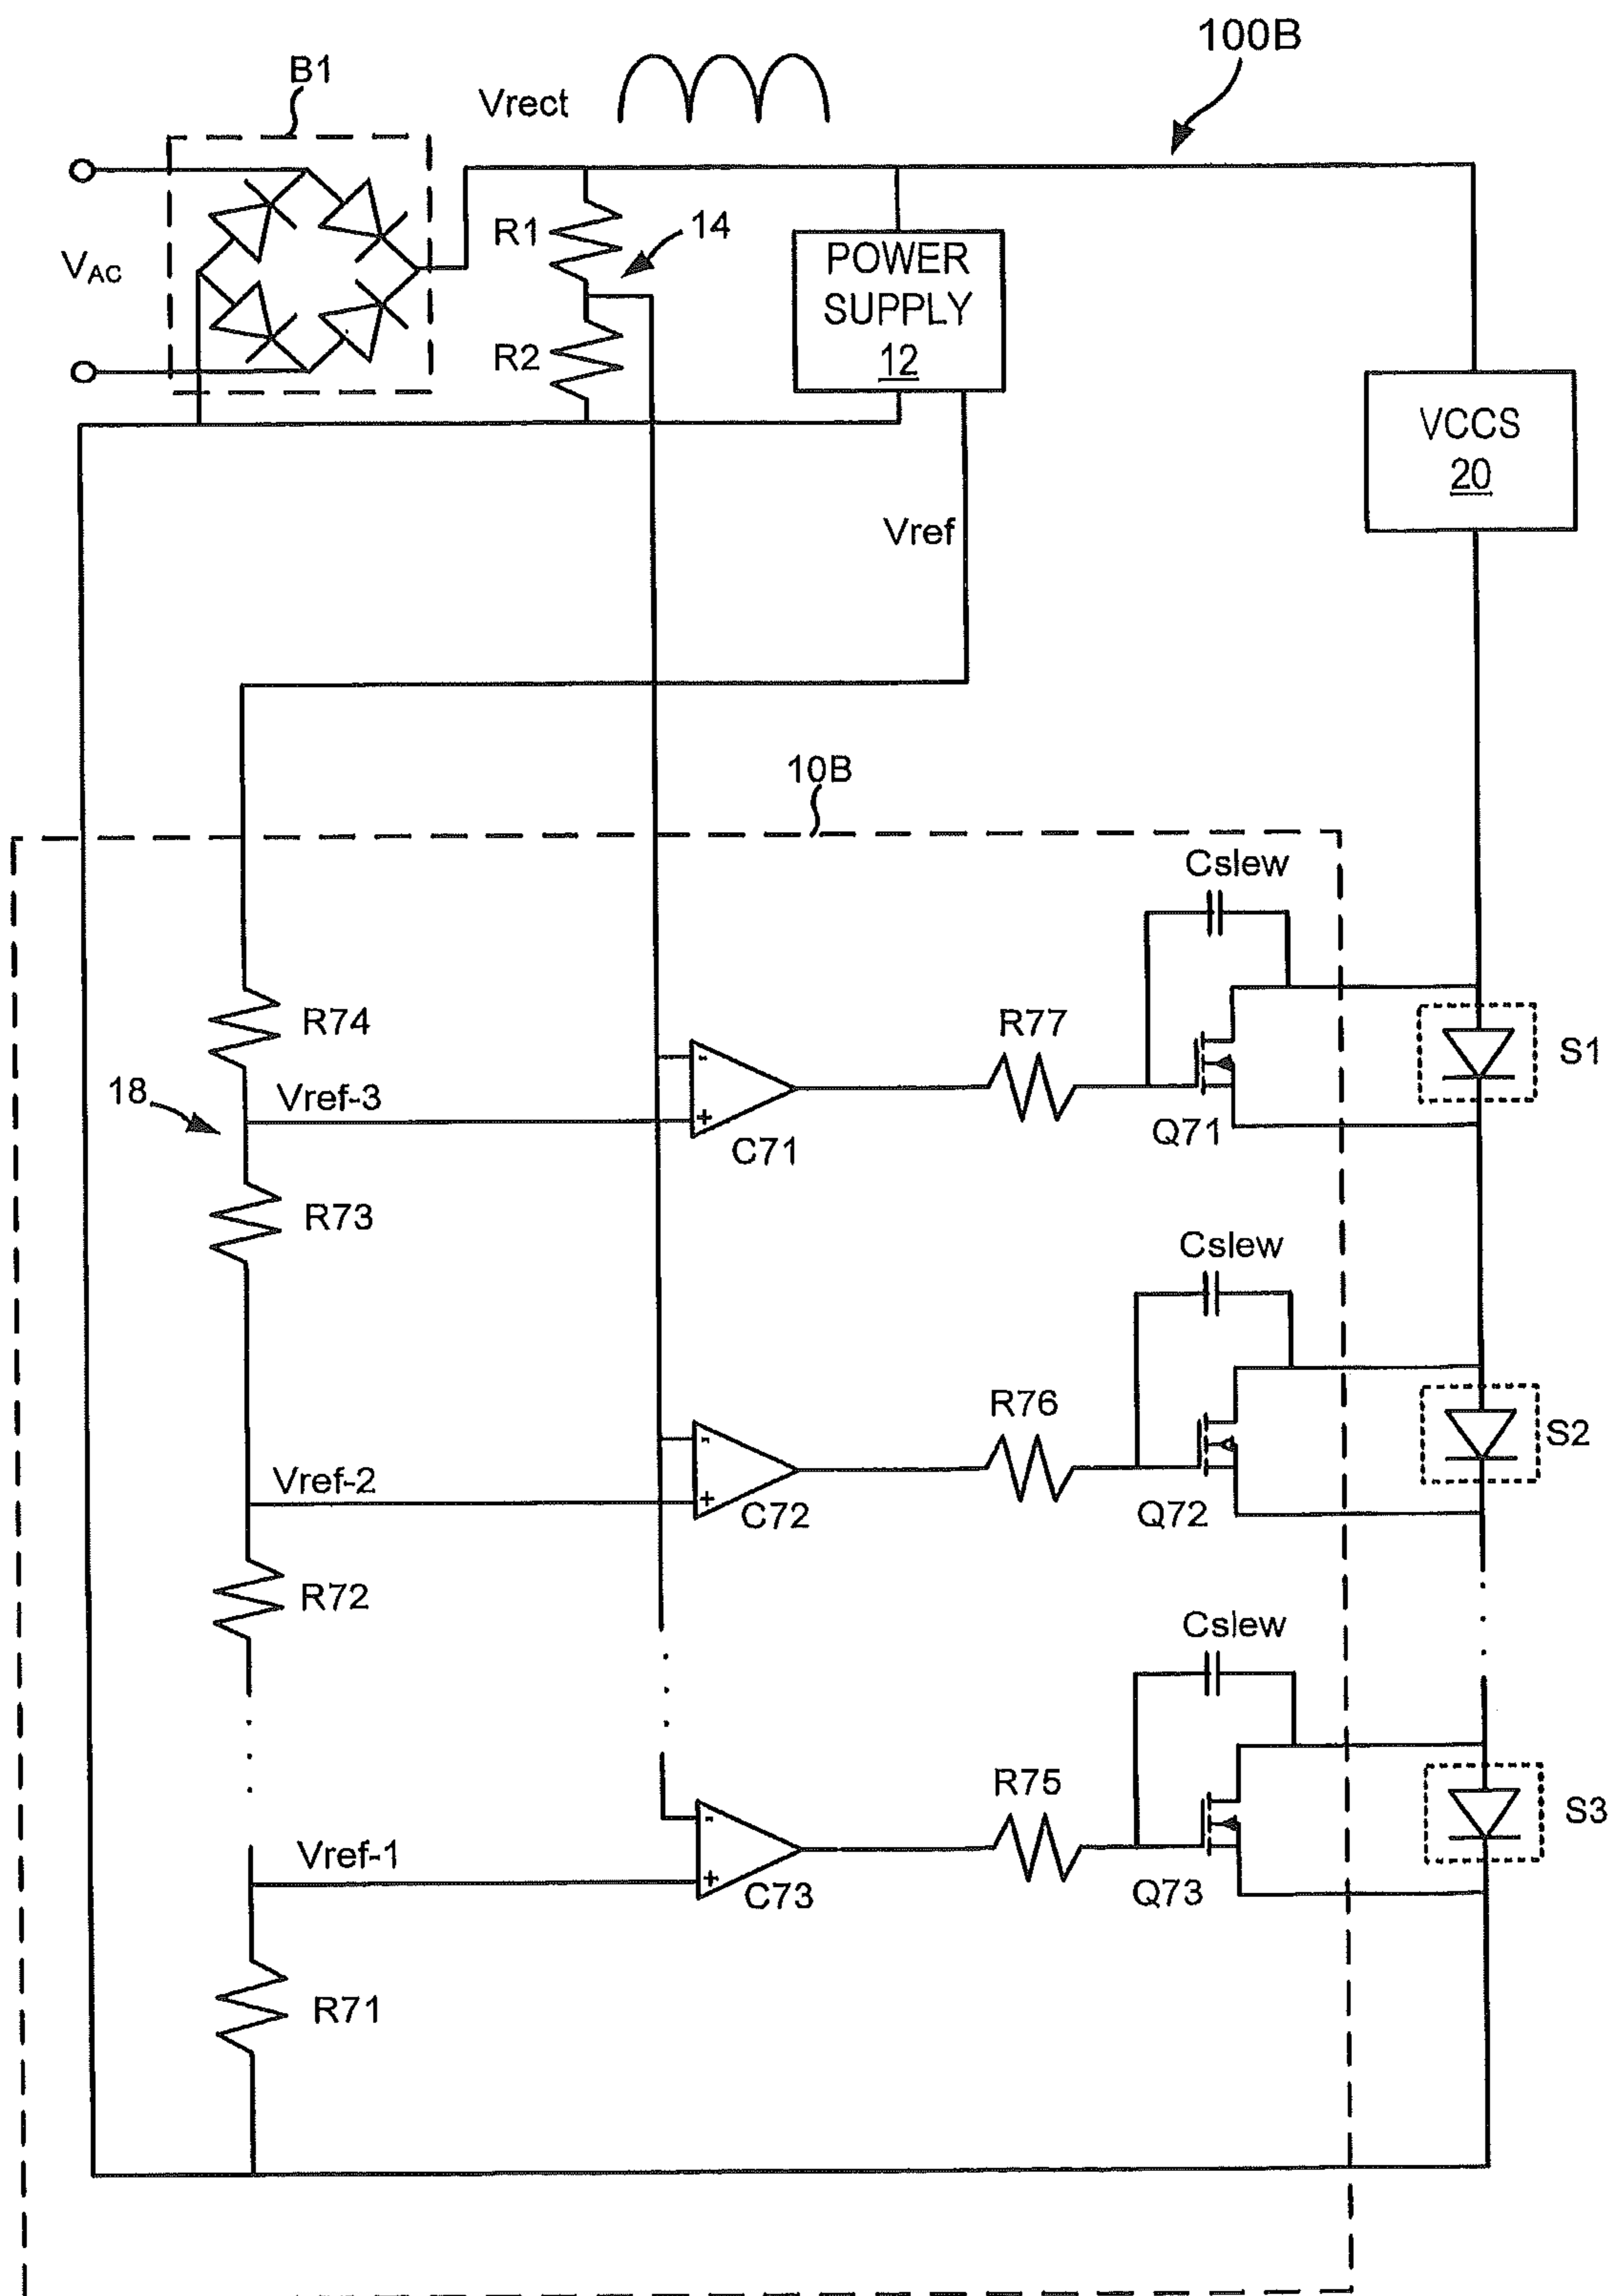 100B
B1
Vrect
R1
14
POWER
SUPPLY
12
VAC
R2
VCCS
20
Vref
10B
Cslew
R74
R77
S1
18
Vref-3
-
+
C71
Q71
R73
Cslew
R76
S2
Vref-2
-
+
C72
Q72
R72
Cslew
R75
S3
Vref-1
-
+
C73
Q73
R71